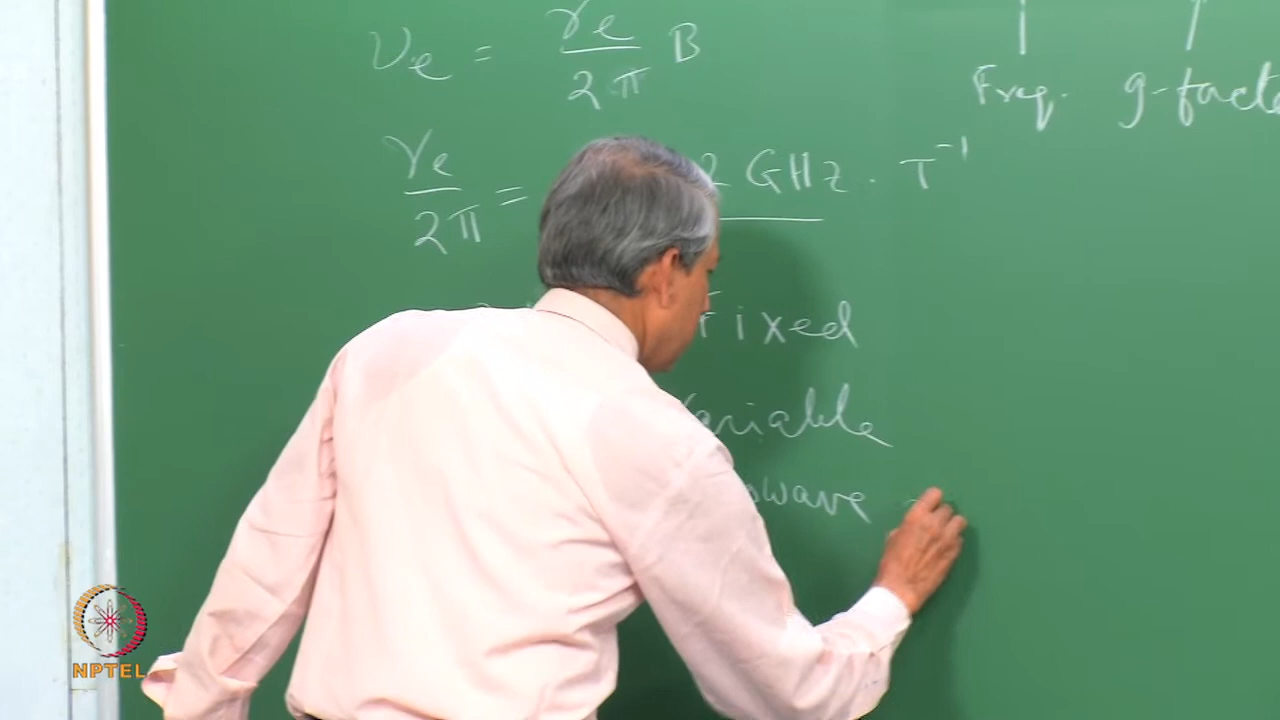 νe = γe/2π B
Freq. g-facto
γe/2π = 2 GHz . T⁻¹
Fixed
Variable
owave
NPTEL